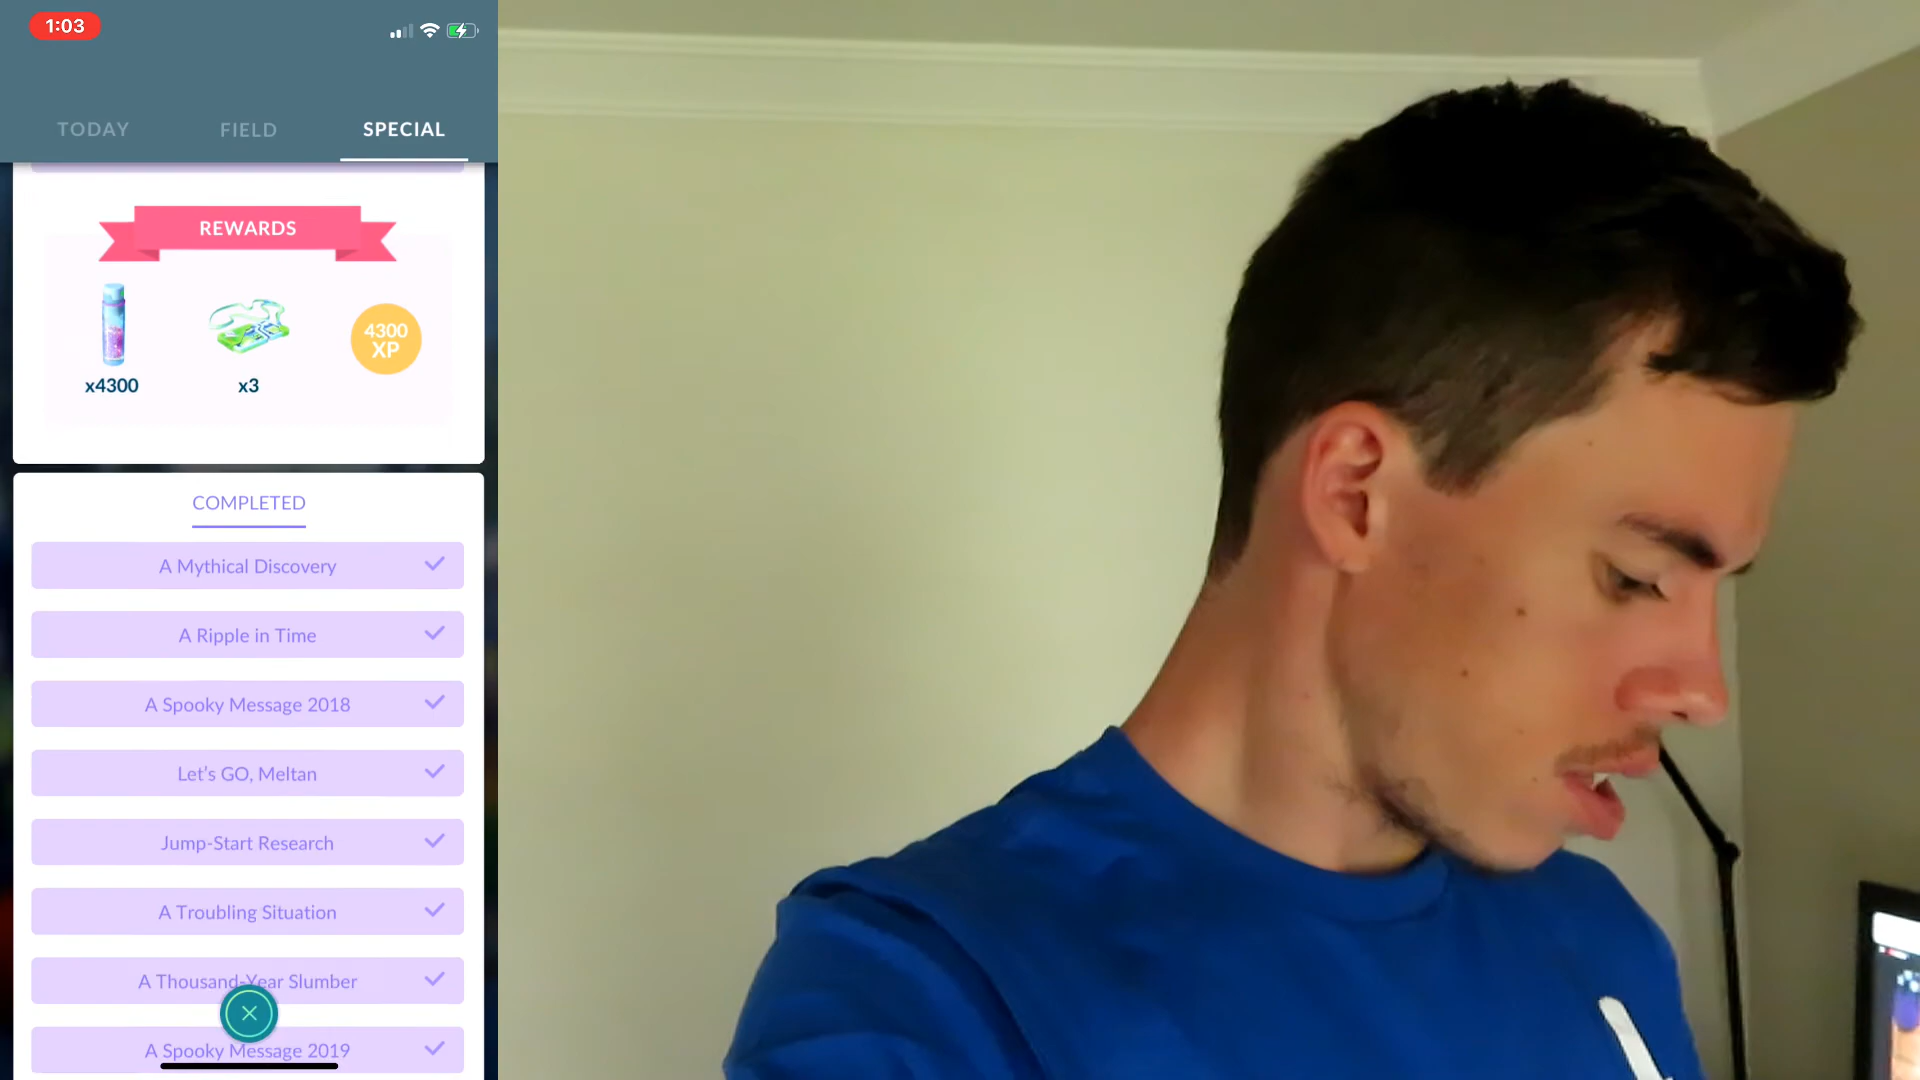 1:03
TODAY
FIELD
SPECIAL
REWARDS
4300
XP
x4300
x3
COMPLETED
A Mythical Discovery
A Ripple in Time
A Spooky Message 2018
Let's GO, Meltan
Jump-Start Research
A Troubling Situation
A Thousand-Year Slumber
A Spooky Message 2019